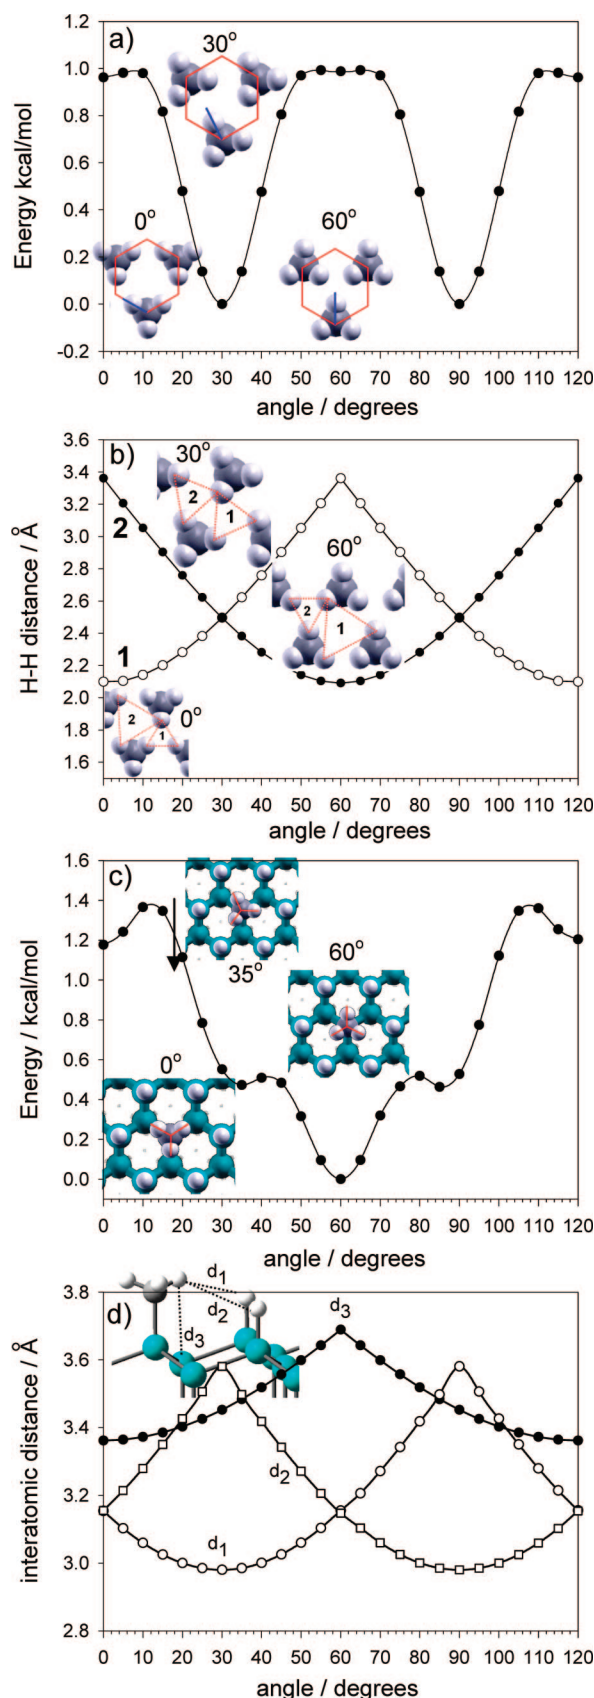 a)
1.2
1.0
0.8
0.6
0.4
0.2
0.0
-0.2
Energy kcal/mol
30°
0°
60°
0 10 20 30 40 50 60 70 80 90 100 110 120
angle / degrees
b)
3.6
3.4
3.2
3.0
2.8
2.6
2.4
2.2
2.0
1.8
1.6
H-H distance / Å
30°
2
1
2
60°
2
1
1
0°
2
1
0 10 20 30 40 50 60 70 80 90 100 110 120
angle / degrees
c)
1.6
1.4
1.2
1.0
0.8
0.6
0.4
0.2
0.0
Energy / kcal/mol
35°
60°
0°
0 10 20 30 40 50 60 70 80 90 100 110 120
angle / degrees
d)
3.8
3.6
3.4
3.2
3.0
2.8
interatomic distance / Å
d1
d2
d3
d3
d2
d1
0 10 20 30 40 50 60 70 80 90 100 110 120
angle / degrees